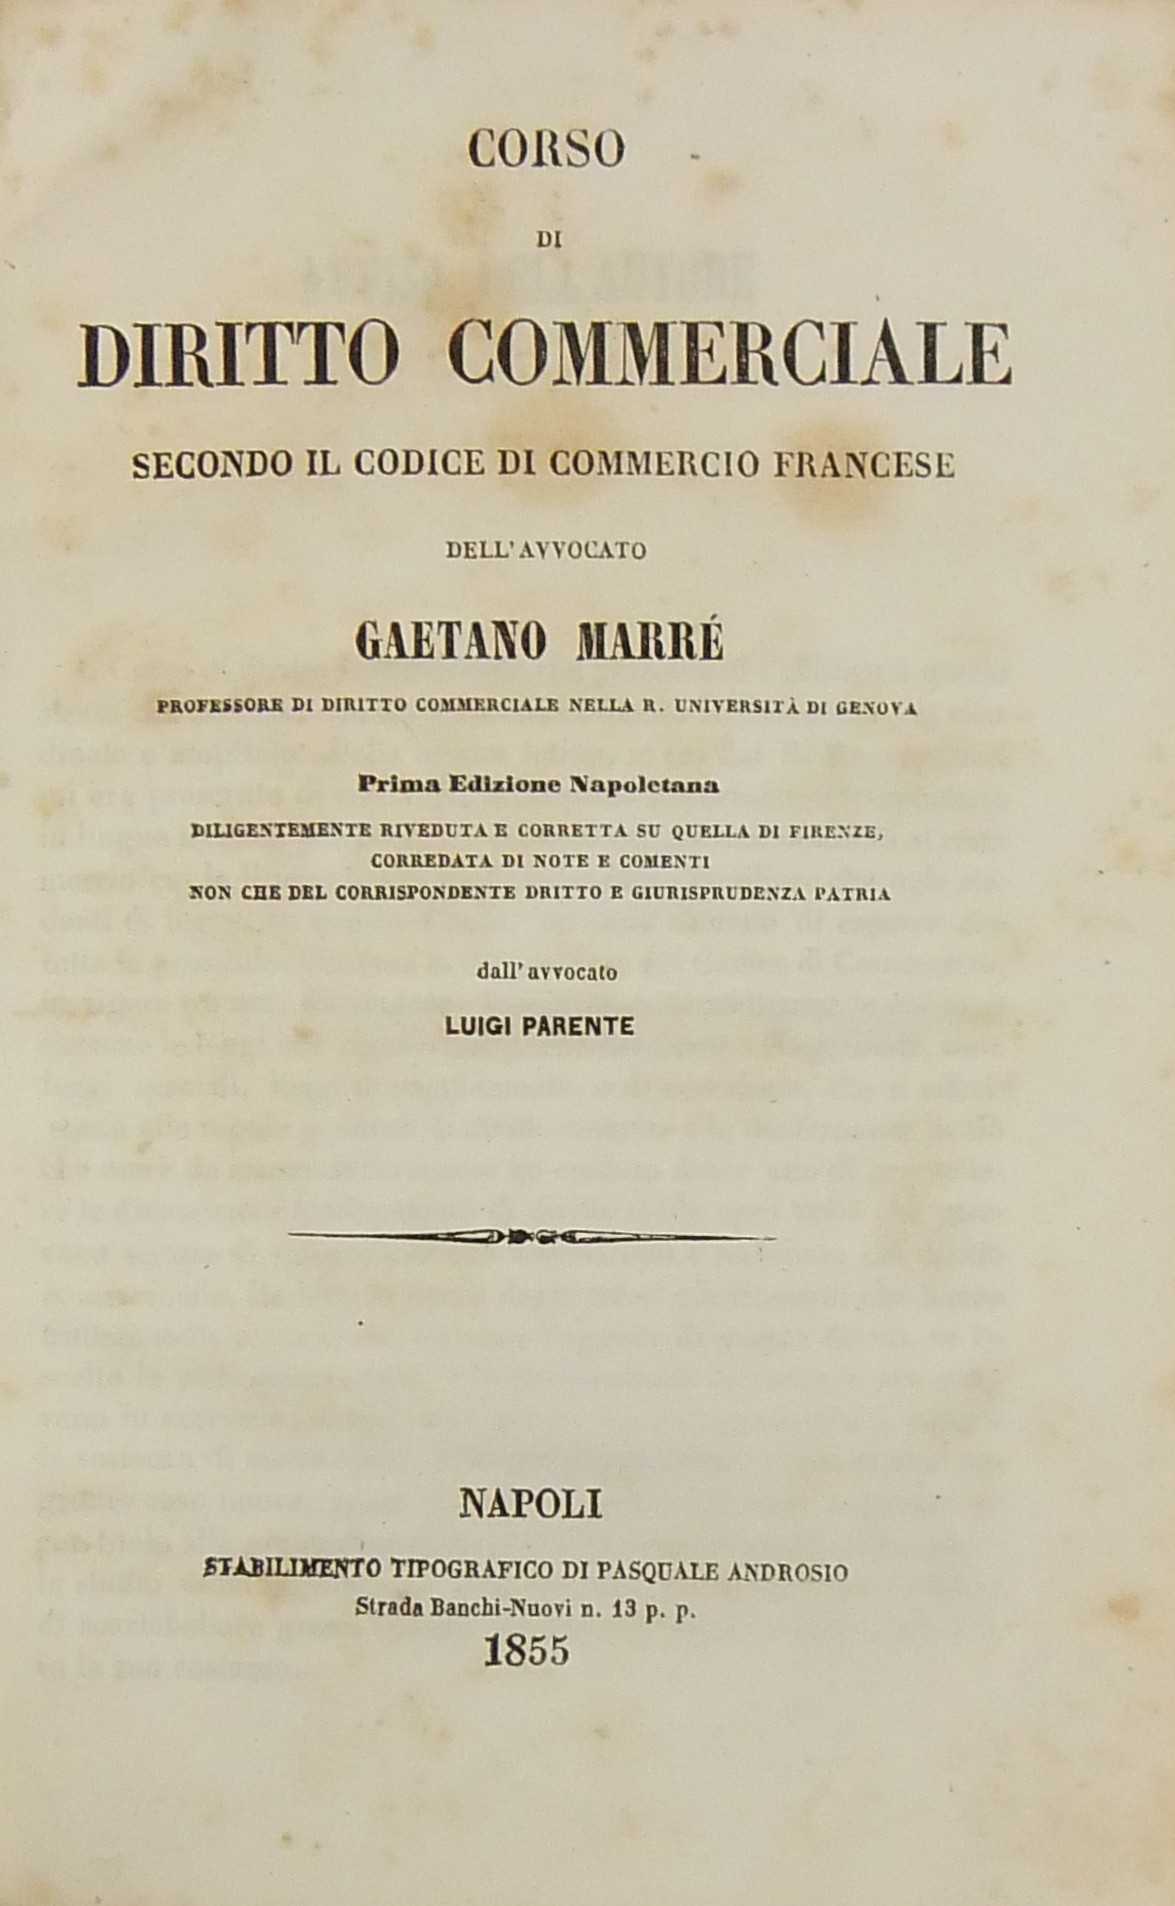 CORSO
DI
DIRITTO COMMERCIALE
SECONDO IL CODICE DI COMMERCIO FRANCESE
DELL'AVVOCATO
GAETANO MARRÉ
PROFESSORE DI DIRITTO COMMERCIALE NELLA R. UNIVERSITÀ DI GENOVA
Prima Edizione Napoletana
DILIGENTEMENTE RIVEDUTA E CORRETTA SU QUELLA DI FIRENZE,
CORREDATA DI NOTE E COMENTI
NON CHE DEL CORRISPONDENTE DRITTO E GIURISPRUDENZA PATRIA
dall'avvocato
LUIGI PARENTE
NAPOLI
STABILIMENTO TIPOGRAFICO DI PASQUALE ANDROSIO
Strada Banchi-Nuovi n. 13 p. p.
1855